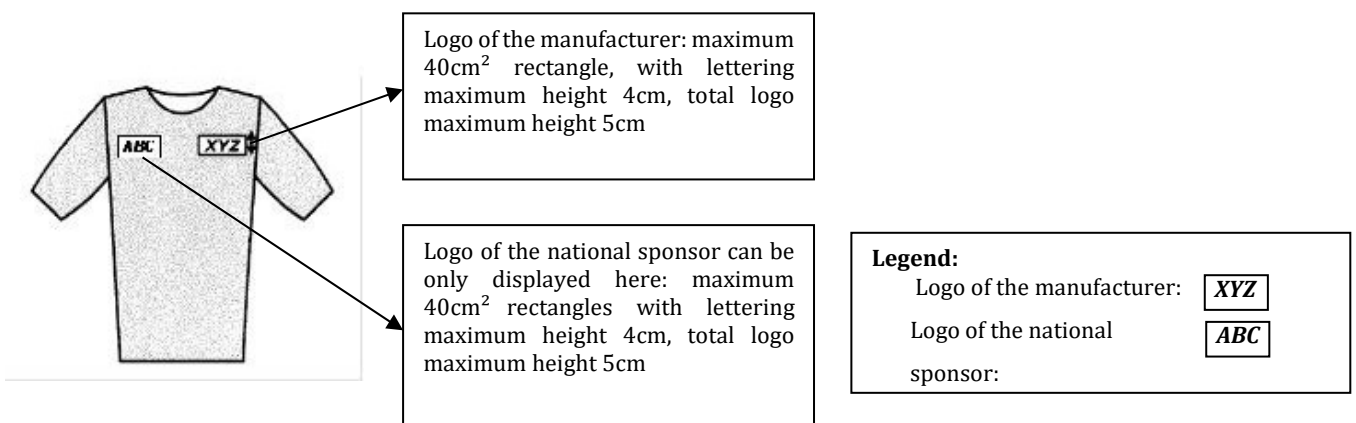 Logo of the manufacturer: maximum
40cm² rectangle, with lettering
maximum height 4cm, total logo
maximum height 5cm
ABC
XYZ
Logo of the national sponsor can be
only displayed here: maximum
40cm² rectangles with lettering
maximum height 4cm, total logo
maximum height 5cm
Legend:
Logo of the manufacturer: XYZ
Logo of the national ABC
sponsor: